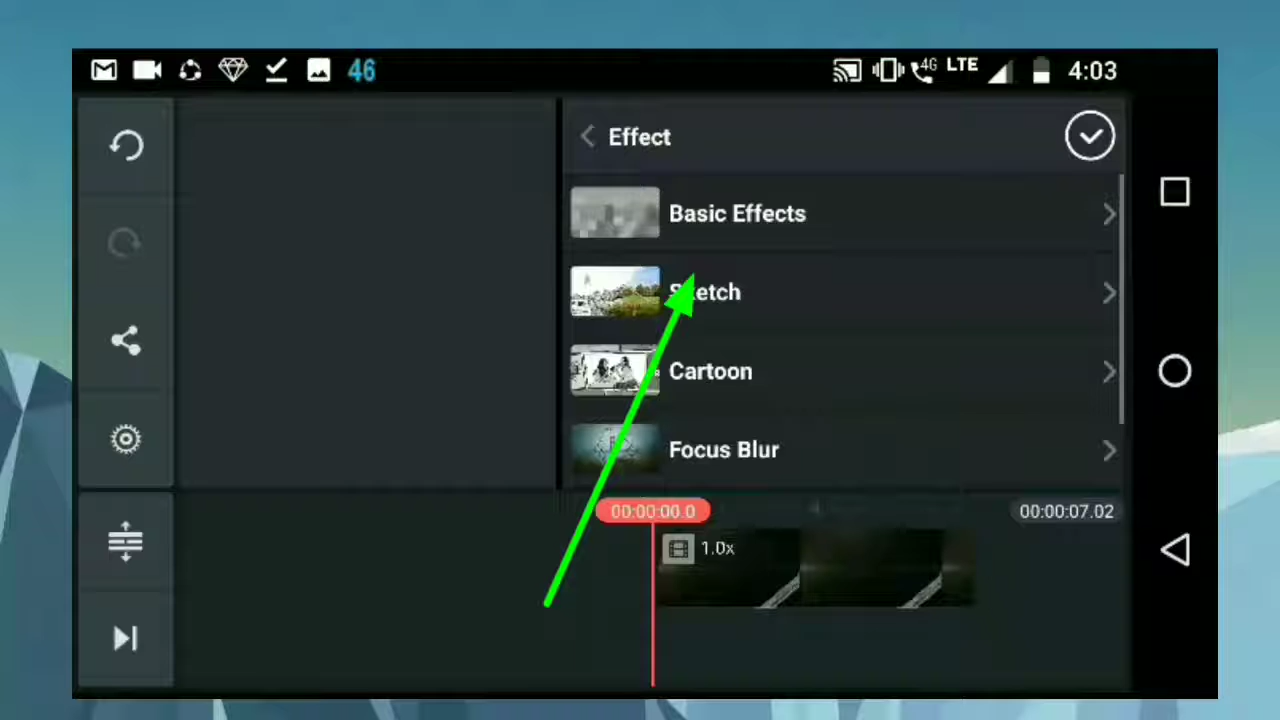 46
4G LTE 4:03
Effect
Basic Effects
Sketch
Cartoon
Focus Blur
00:00:00.0
00:00:07.02
1.0x